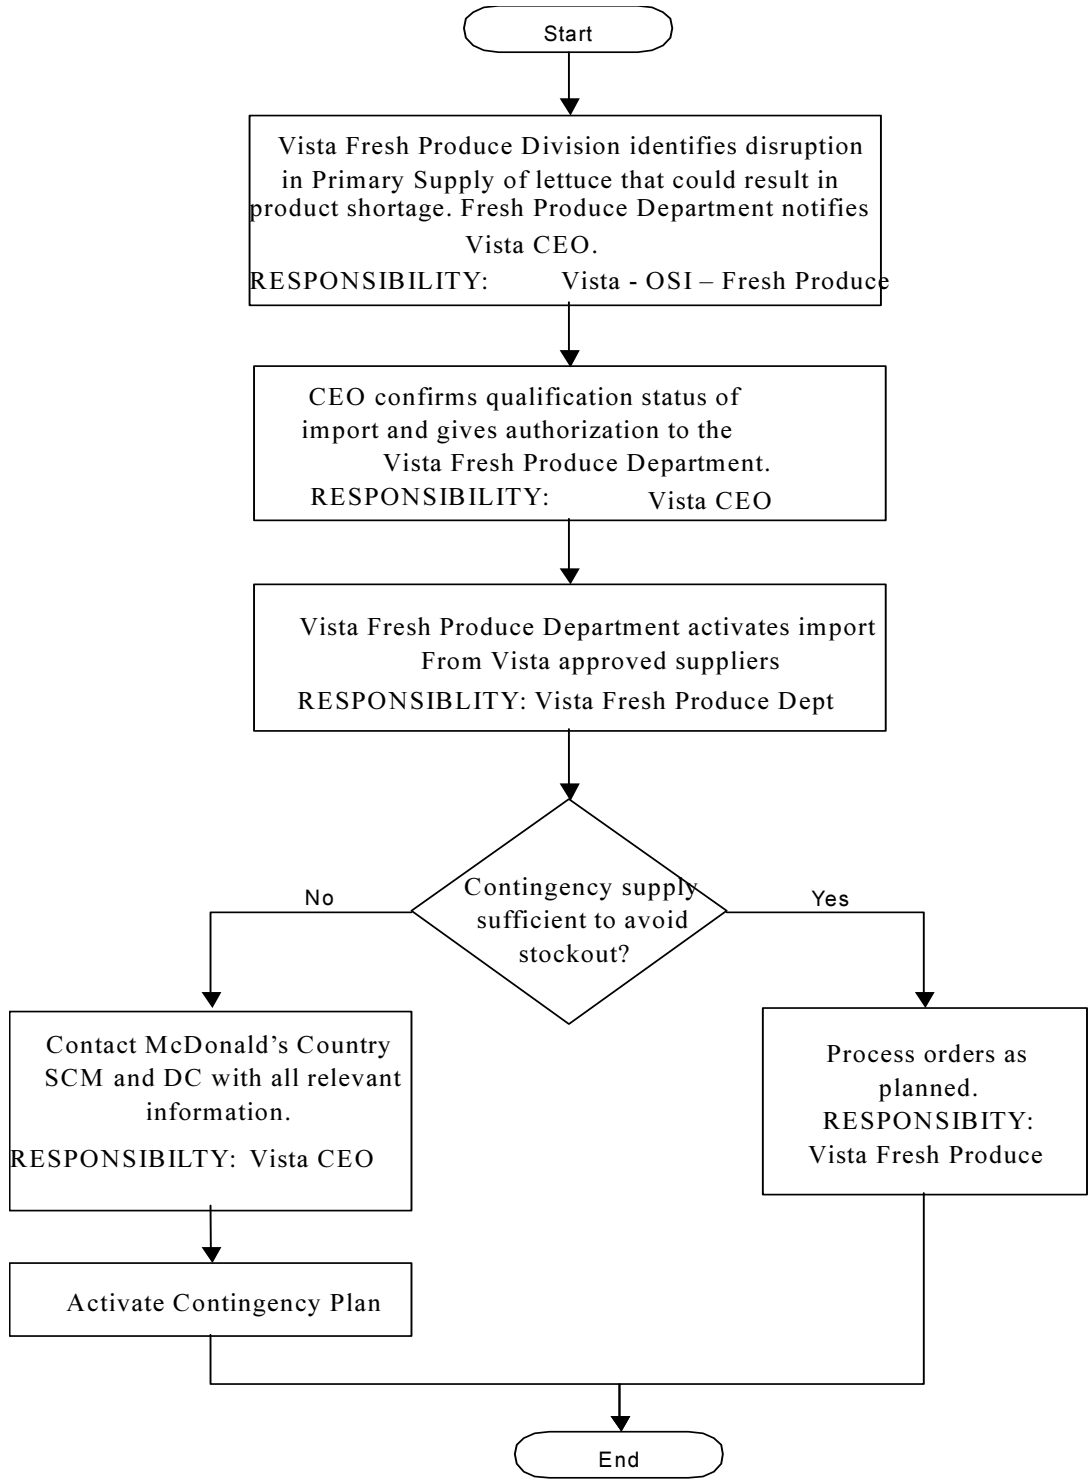 Start
Vista Fresh Produce Division identifies disruption
in Primary Supply of lettuce that could result in
product shortage. Fresh Produce Department notifies
Vista CEO.
RESPONSIBILITY: Vista - OSI – Fresh Produce
CEO confirms qualification status of
import and gives authorization to the
Vista Fresh Produce Department.
RESPONSIBILITY: Vista CEO
Vista Fresh Produce Department activates import
From Vista approved suppliers
RESPONSIBLITY: Vista Fresh Produce Dept
Contingency supply
sufficient to avoid
stockout?
No
Yes
Contact McDonald's Country
SCM and DC with all relevant
information.
RESPONSIBILTY: Vista CEO
Process orders as
planned.
RESPONSIBITY:
Vista Fresh Produce
Activate Contingency Plan
End